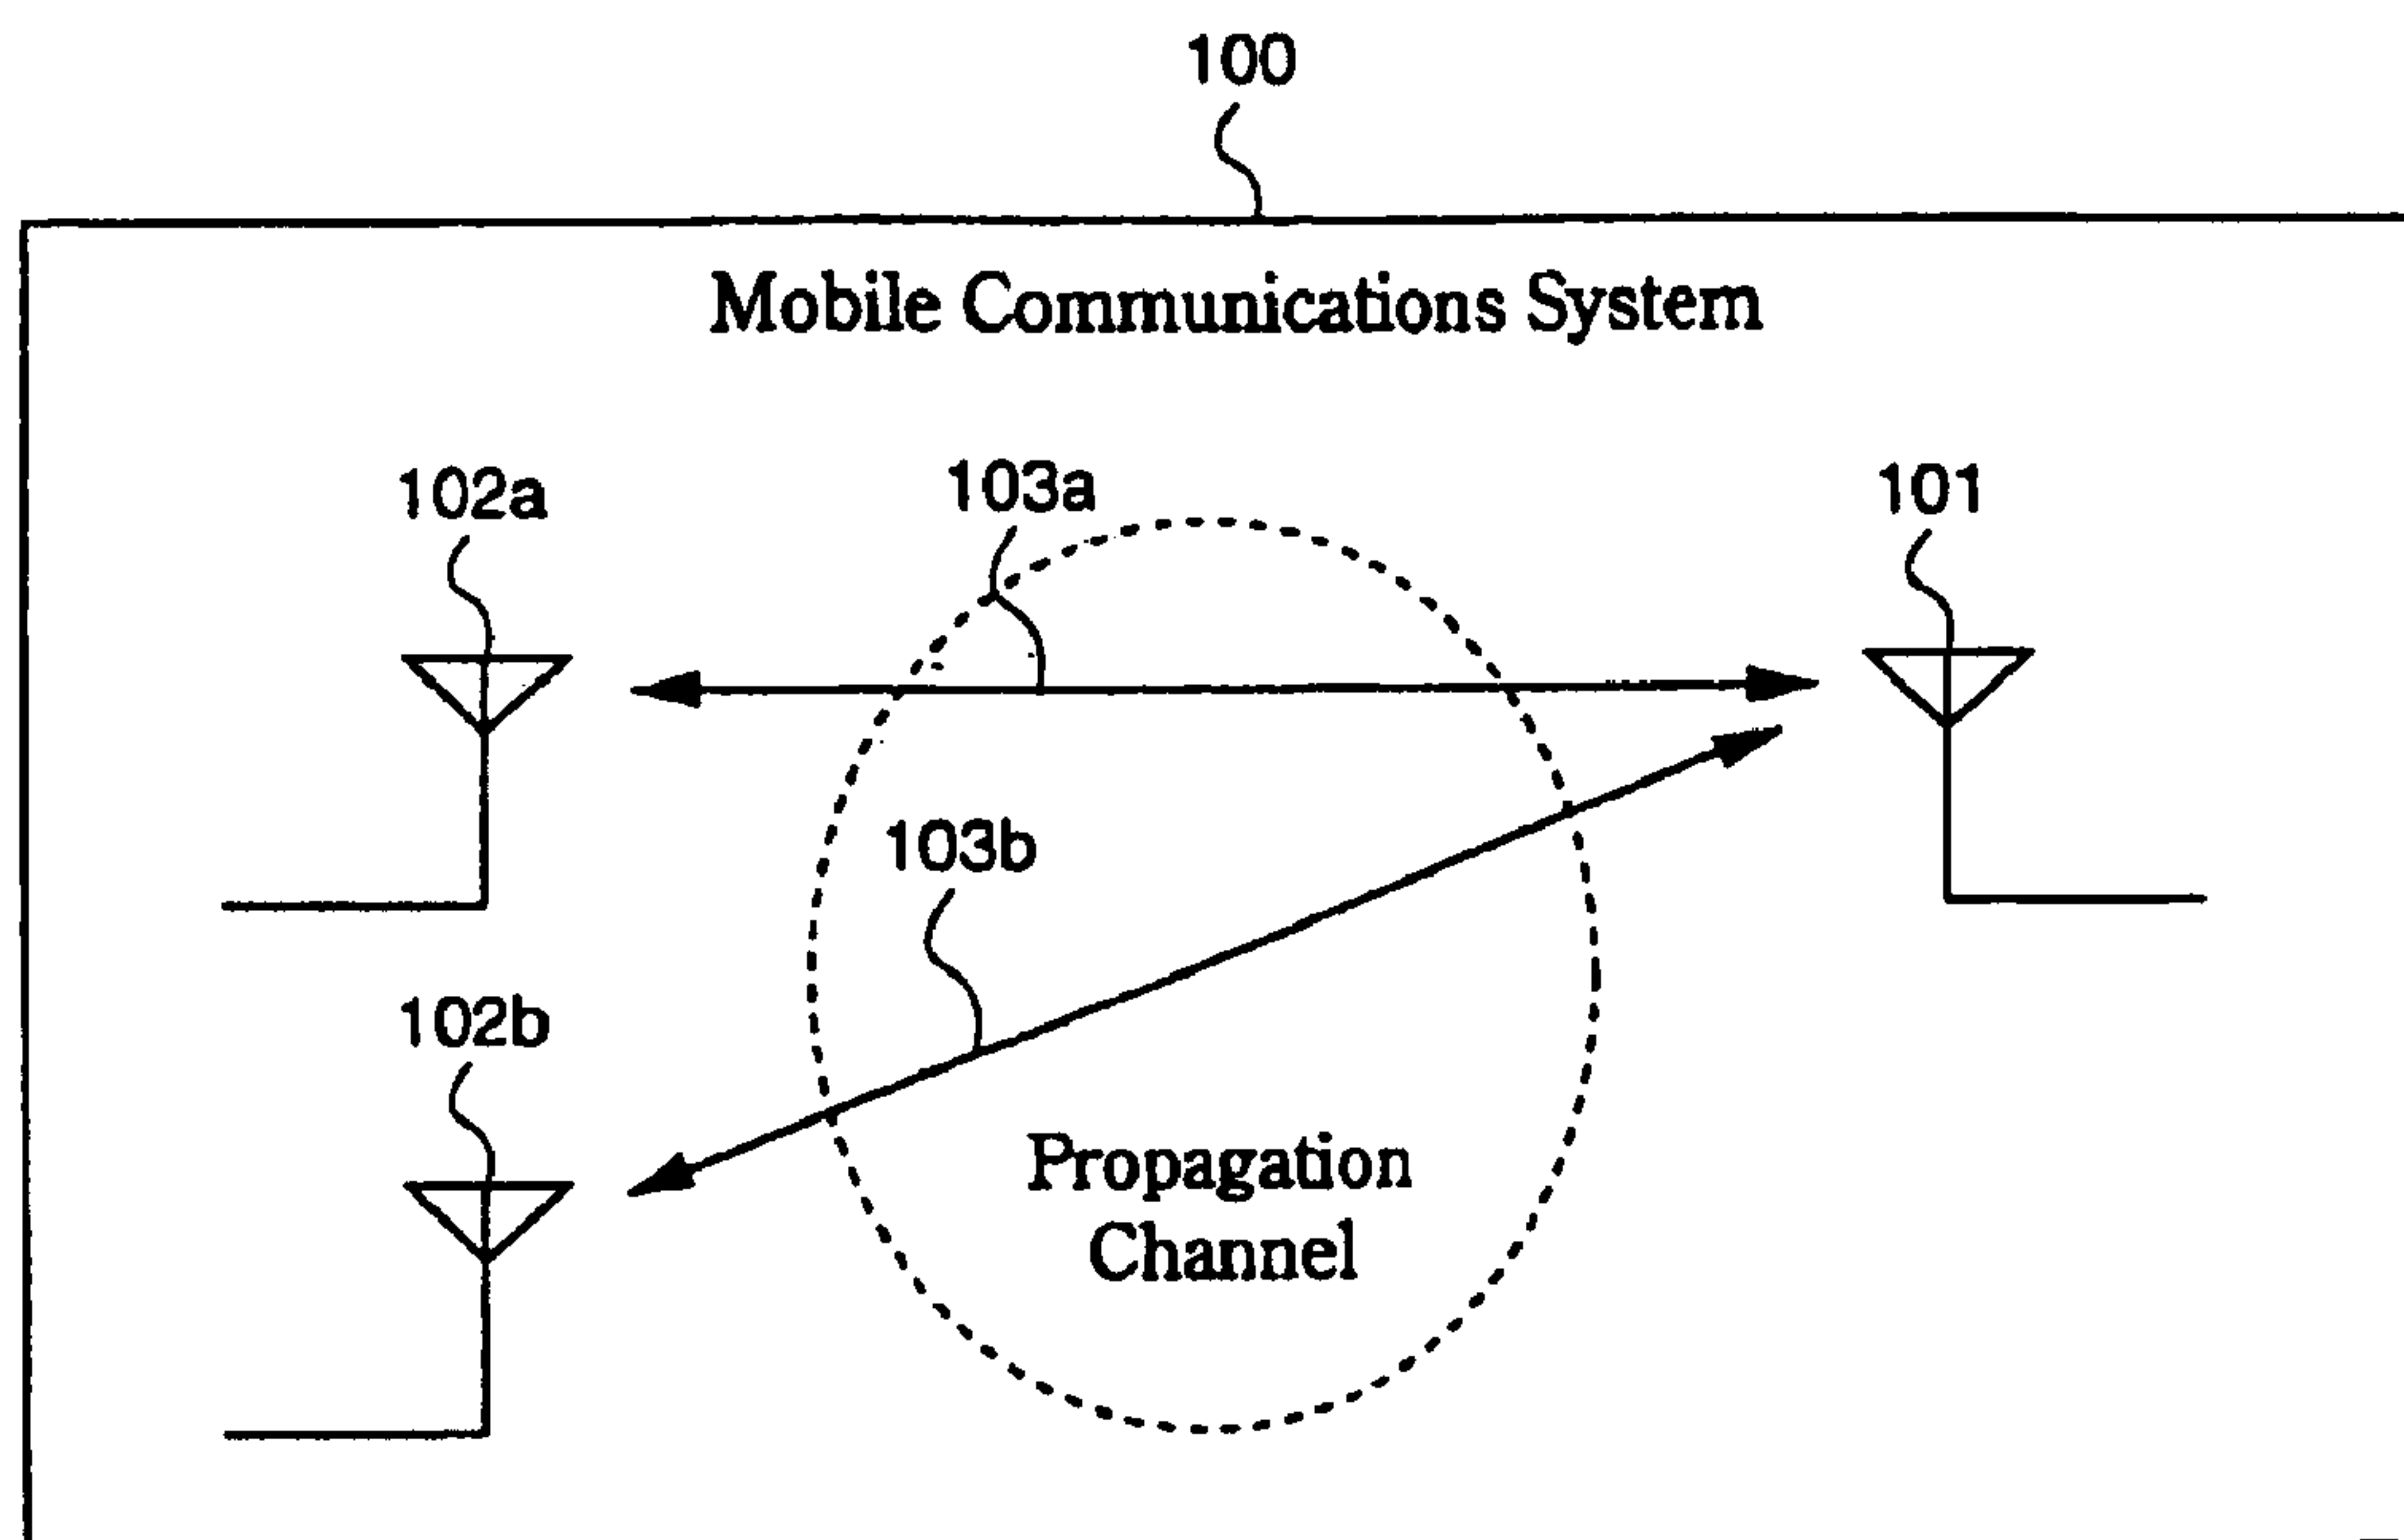 100
Mobile Communications System
102a
103a
101
103b
102b
Propagation
Channel